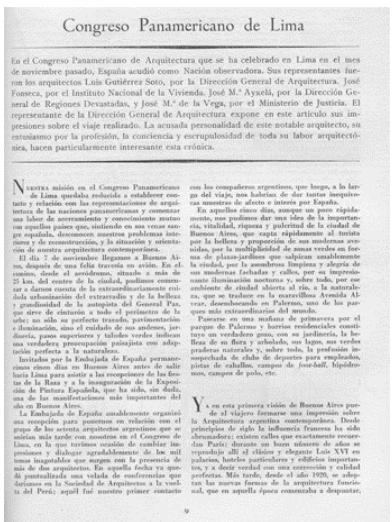 Congreso Panamericano de Lima
En el Congreso Panamericano de Arquitectura que se ha celebrado en Lima en el mes
de noviembre pasado, España acudió como Nación observadora. Sus representantes fue-
ron los arquitectos Luis Gutiérrez Soto, por la Dirección General de Arquitectura. José
Fonseca, por el Instituto Nacional de la Vivienda. José M.ª Ayxelá, por la Dirección Ge-
neral de Regiones Devastadas, y José M.ª de la Vega, por el Ministerio de Justicia. El
representante de la Dirección General de Arquitectura expone en este artículo sus im-
presiones sobre el viaje realizado. La acusada personalidad de este notable arquitecto, su
entusiasmo por la profesión, la conciencia y escrupulosidad de toda su labor arquitectó-
nica, hacen particularmente interesante esta crónica.
NUESTRA misión en el Congreso Panamericano
de Lima quedaba reducida a establecer con-
tacto y relación con las representaciones de arqui-
tectura de las naciones panamericanas y comenzar
una labor de acercamiento y conocimiento mutuo
con aquellos países que, sintiendo en sus venas san-
gre española, desconocen nuestros problemas inte-
riores y de reconstrucción, y la situación y orienta-
ción de nuestra arquitectura contemporánea.
El día 7 de noviembre llegamos a Buenos Ai-
res, después de una feliz travesía en avión. En el
camino, desde el aeródromo, situado a más de
25 km. del centro de la ciudad, pudimos comen-
zar a darnos cuenta de la extraordinariamente cui-
dada urbanización del extrarradio y de la belleza
y grandiosidad de la autopista del General Paz,
que sirve de cinturón a todo el perímetro de la
urbe; no sólo su perfecto trazado, pavimentación
e iluminación, sino el cuidado de sus andenes, jar-
dinería, pasos superiores y taludes verdes indican
una verdadera preocupación paisajista con adap-
tación perfecta a la naturaleza.
Invitados por la Embajada de España permane-
cimos cinco días en Buenos Aires antes de salir
hacia Lima para asistir a las recepciones de las fies-
tas de la Raza y a la inauguración de la Exposi-
ción de Pintura Española, que ha sido, sin duda,
una de las manifestaciones más importantes del
año en Buenos Aires.
La Embajada de España amablemente organizó
una recepción para ponernos en relación con el
grupo de los setenta arquitectos argentinos que se
unirían más tarde con nosotros en el Congreso de
Lima, en la que tuvimos ocasión de cambiar im-
presiones y dialogar agradablemente de los mil
temas inagotables que surgen con la presencia de
más de dos arquitectos. En aquella fecha ya que-
dó puntualizada una velada de conferencias que
daríamos en la Sociedad de Arquitectos a la vuel-
ta del Perú; aquél fué nuestro primer contacto
con los compañeros argentinos, que luego, a lo lar-
go del viaje, nos habrían de dar tantas inequívo-
cas muestras de afecto e interés por España.
En aquellos cinco días, aunque un poco rápida-
mente, nos pudimos dar una idea de la importan-
cia, vitalidad, riqueza y pulcritud de la ciudad de
Buenos Aires, que capta rápidamente al turista
por la belleza y proporción de sus modernas ave-
nidas, por la multiplicidad de zonas verdes en for-
ma de plazas-jardines que salpican amablemente
la ciudad, por la asombrosa limpieza y alegría de
sus modernas fachadas y calles, por su impresio-
nante iluminación nocturna y, sobre todo, por ese
ambiente de ciudad abierta al río, a la naturale-
za, que se traduce en la maravillosa Avenida Al-
vear, desembocando en Palermo, uno de los par-
ques más extraordinarios del mundo.
Pasearse en una mañana de primavera por el
parque de Palermo y barrios residenciales consti-
tuye un verdadero gozo, con su jardinería, la be-
lleza de su flora y arbolado, sus lagos, sus verdes
praderas naturales y, sobre todo, la profusión in-
sospechada de clubs de deportes para empleados,
pistas de caballos, campos de foot-ball, hipódro-
mos, campos de polo, etc.
YA en esta primera visión de Buenos Aires pue-
de el viajero formarse una impresión sobre
la Arquitectura argentina contemporánea. Desde
principios de siglo la influencia francesa ha sido
abrumadora; existen calles que exactamente recuer-
dan París; durante un buen número de años se
reprodujo allí el clásico y elegante Luis XVI en
palacios, hoteles particulares y edificios importan-
tes, y a decir verdad con una corrección y calidad
perfectas. Más tarde, desde el año 1920, se adop-
tan las nuevas formas de la arquitectura funcio-
nal, que en aquella época comenzaba a despuntar,
9